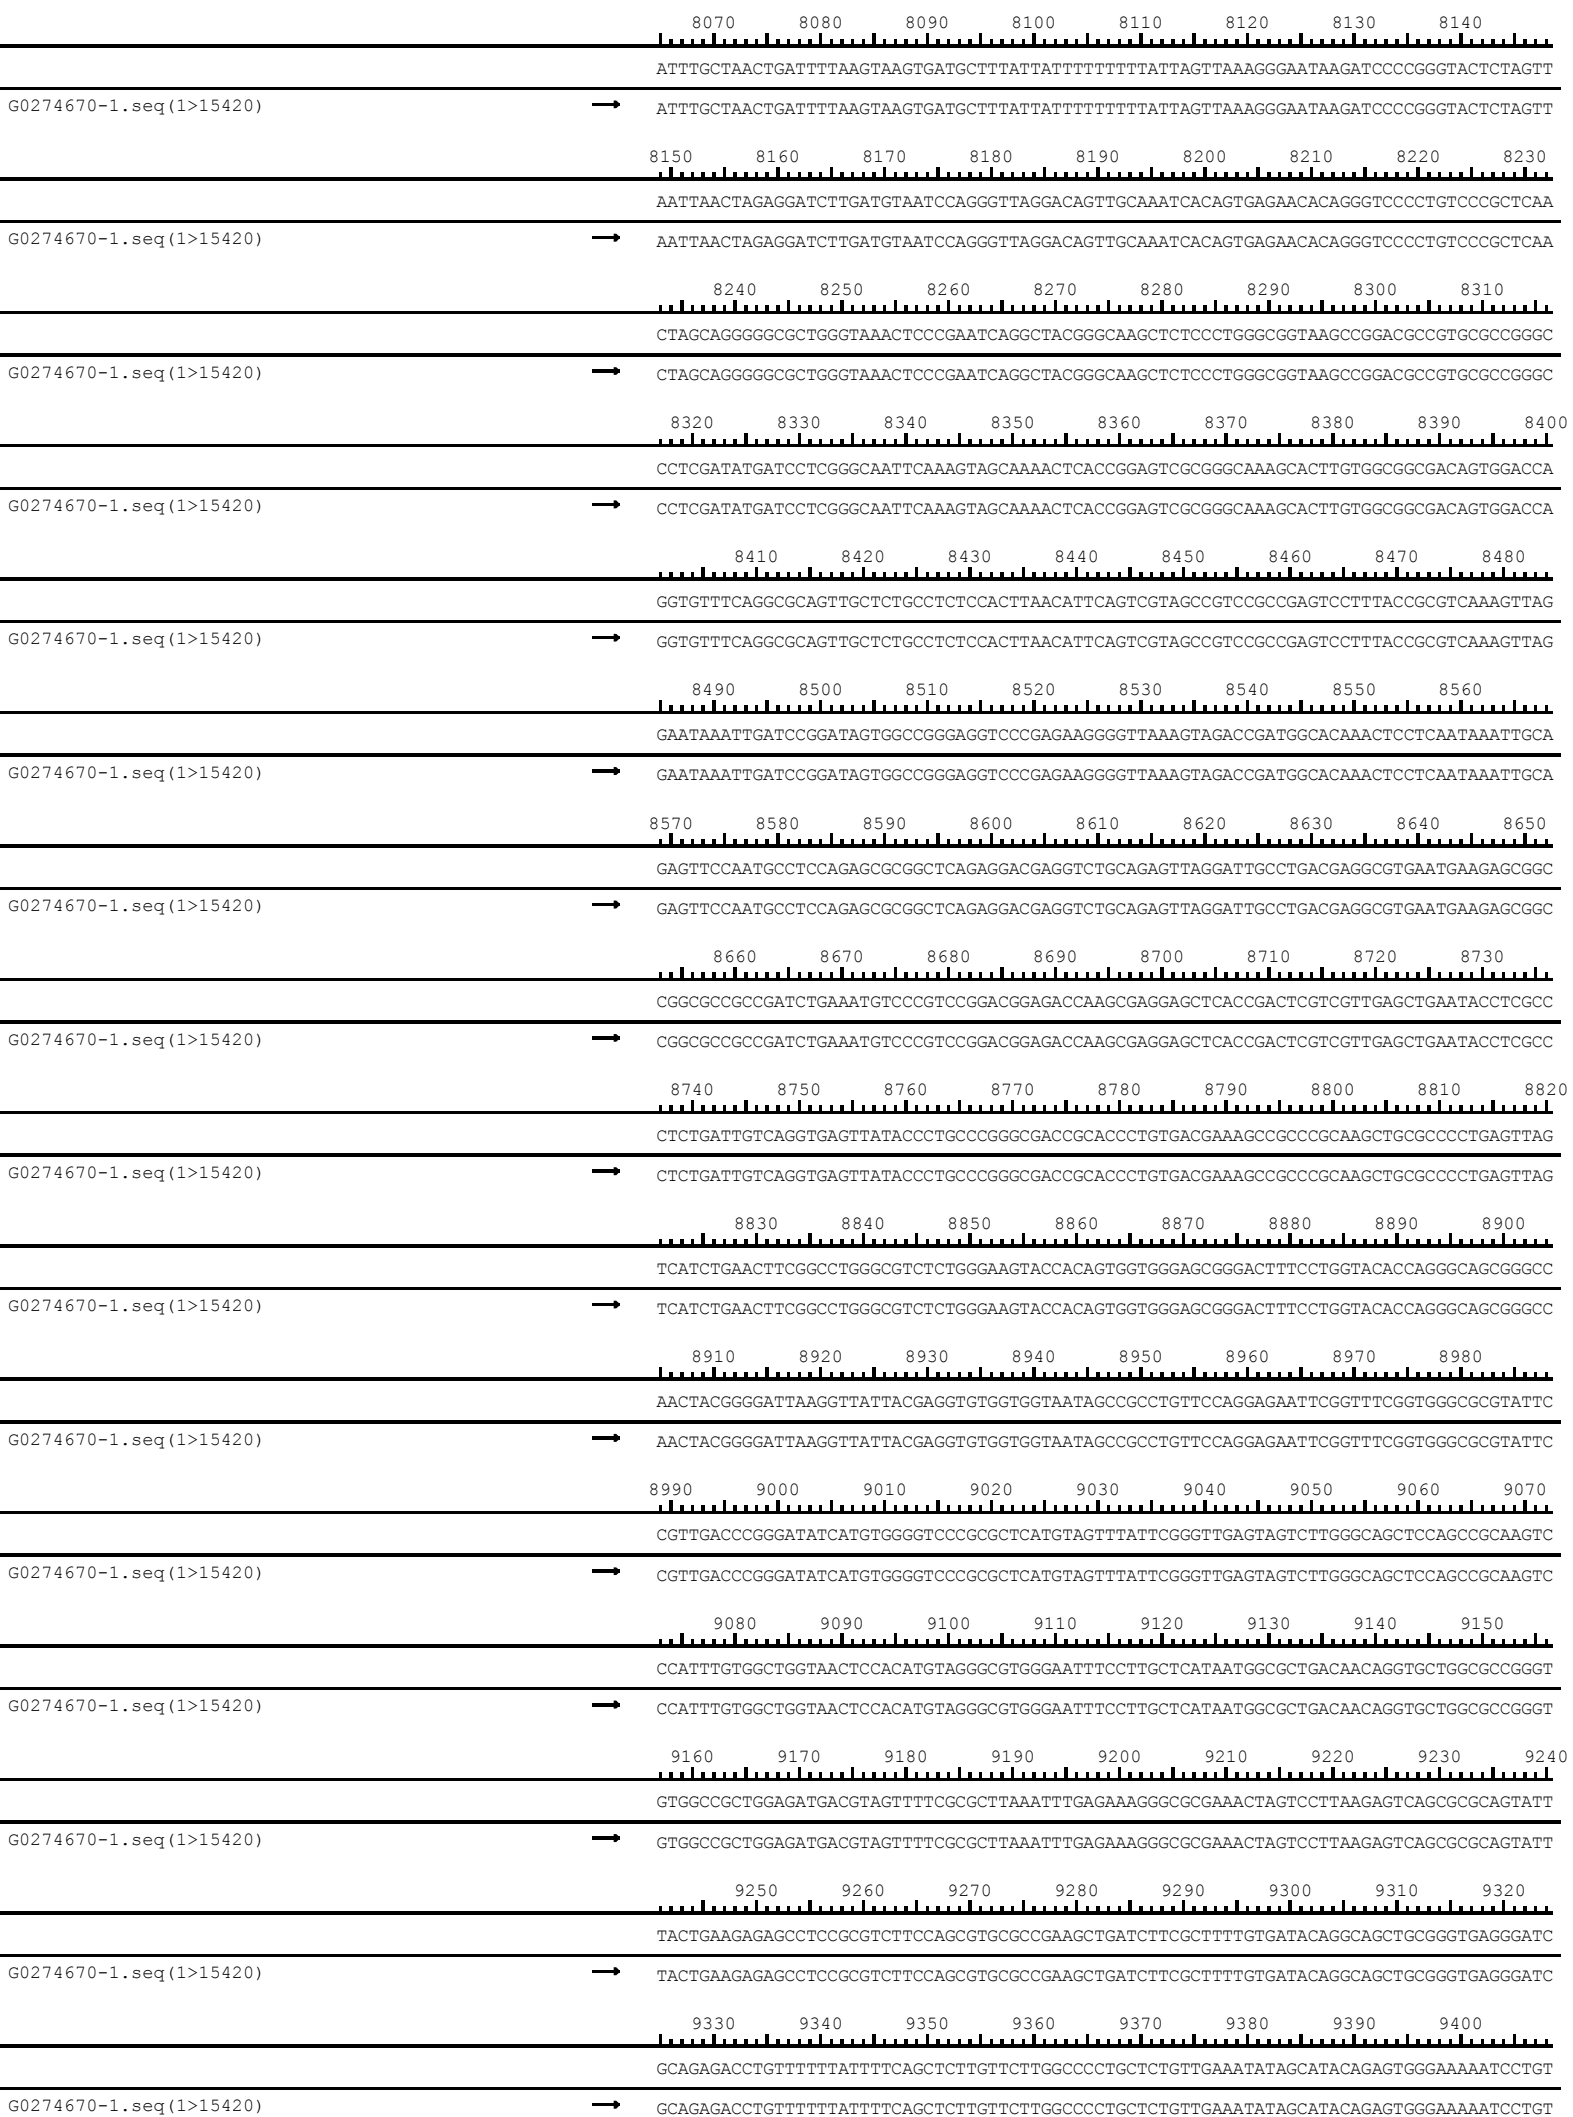 8070 8080 8090 8100 8110 8120 8130 8140
ATTTGCTAACTGATTTTAAGTAAGTGATGCTTTATTATTTTTTTTTATTAGTTAAAGGGAATAAGATCCCCGGGTACTCTAGTT
G0274670-1.seq(1>15420) → ATTTGCTAACTGATTTTAAGTAAGTGATGCTTTATTATTTTTTTTTATTAGTTAAAGGGAATAAGATCCCCGGGTACTCTAGTT
8150 8160 8170 8180 8190 8200 8210 8220 8230
AATTAACTAGAGGATCTTGATGTAATCCAGGGTTAGGACAGTTGCAAATCACAGTGAGAACACAGGGTCCCCTGTCCCGCTCAA
G0274670-1.seq(1>15420) → AATTAACTAGAGGATCTTGATGTAATCCAGGGTTAGGACAGTTGCAAATCACAGTGAGAACACAGGGTCCCCTGTCCCGCTCAA
8240 8250 8260 8270 8280 8290 8300 8310
CTAGCAGGGGGCGCTGGGTAAACTCCCGAATCAGGCTACGGGCAAGCTCTCCCTGGGCGGTAAGCCGGACGCCGTGCGCCGGGC
G0274670-1.seq(1>15420) → CTAGCAGGGGGCGCTGGGTAAACTCCCGAATCAGGCTACGGGCAAGCTCTCCCTGGGCGGTAAGCCGGACGCCGTGCGCCGGGC
8320 8330 8340 8350 8360 8370 8380 8390 8400
CCTCGATATGATCCTCGGGCAATTCAAAGTAGCAAAACTCACCGGAGTCGCGGGCAAAGCACTTGTGGCGGCGACAGTGGACCA
G0274670-1.seq(1>15420) → CCTCGATATGATCCTCGGGCAATTCAAAGTAGCAAAACTCACCGGAGTCGCGGGCAAAGCACTTGTGGCGGCGACAGTGGACCA
8410 8420 8430 8440 8450 8460 8470 8480
GGTGTTTCAGGCGCAGTTGCTCTGCCTCTCCACTTAACATTCAGTCGTAGCCGTCCGCCGAGTCCTTTACCGCGTCAAAGTTAG
G0274670-1.seq(1>15420) → GGTGTTTCAGGCGCAGTTGCTCTGCCTCTCCACTTAACATTCAGTCGTAGCCGTCCGCCGAGTCCTTTACCGCGTCAAAGTTAG
8490 8500 8510 8520 8530 8540 8550 8560
GAATAAATTGATCCGGATAGTGGCCGGGAGGTCCCGAGAAGGGGTTAAAGTAGACCGATGGCACAAACTCCTCAATAAATTGCA
G0274670-1.seq(1>15420) → GAATAAATTGATCCGGATAGTGGCCGGGAGGTCCCGAGAAGGGGTTAAAGTAGACCGATGGCACAAACTCCTCAATAAATTGCA
8570 8580 8590 8600 8610 8620 8630 8640 8650
GAGTTCCAATGCCTCCAGAGCGCGGCTCAGAGGACGAGGTCTGCAGAGTTAGGATTGCCTGACGAGGCGTGAATGAAGAGCGGC
G0274670-1.seq(1>15420) → GAGTTCCAATGCCTCCAGAGCGCGGCTCAGAGGACGAGGTCTGCAGAGTTAGGATTGCCTGACGAGGCGTGAATGAAGAGCGGC
8660 8670 8680 8690 8700 8710 8720 8730
CGGCGCCGCCGATCTGAAATGTCCCGTCCGGACGGAGACCAAGCGAGGAGCTCACCGACTCGTCGTTGAGCTGAATACCTCGCC
G0274670-1.seq(1>15420) → CGGCGCCGCCGATCTGAAATGTCCCGTCCGGACGGAGACCAAGCGAGGAGCTCACCGACTCGTCGTTGAGCTGAATACCTCGCC
8740 8750 8760 8770 8780 8790 8800 8810 8820
CTCTGATTGTCAGGTGAGTTATACCCTGCCCGGGCGACCGCACCCTGTGACGAAAGCCGCCCGCAAGCTGCGCCCCTGAGTTAG
G0274670-1.seq(1>15420) → CTCTGATTGTCAGGTGAGTTATACCCTGCCCGGGCGACCGCACCCTGTGACGAAAGCCGCCCGCAAGCTGCGCCCCTGAGTTAG
8830 8840 8850 8860 8870 8880 8890 8900
TCATCTGAACTTCGGCCTGGGCGTCTCTGGGAAGTACCACAGTGGTGGGAGCGGGACTTTCCTGGTACACCAGGGCAGCGGGCC
G0274670-1.seq(1>15420) → TCATCTGAACTTCGGCCTGGGCGTCTCTGGGAAGTACCACAGTGGTGGGAGCGGGACTTTCCTGGTACACCAGGGCAGCGGGCC
8910 8920 8930 8940 8950 8960 8970 8980
AACTACGGGGATTAAGGTTATTACGAGGTGTGGTGGTAATAGCCGCCTGTTCCAGGAGAATTCGGTTTCGGTGGGCGCGTATTC
G0274670-1.seq(1>15420) → AACTACGGGGATTAAGGTTATTACGAGGTGTGGTGGTAATAGCCGCCTGTTCCAGGAGAATTCGGTTTCGGTGGGCGCGTATTC
8990 9000 9010 9020 9030 9040 9050 9060 9070
CGTTGACCCGGGATATCATGTGGGGTCCCGCGCTCATGTAGTTTATTCGGGTTGAGTAGTCTTGGGCAGCTCCAGCCGCAAGTC
G0274670-1.seq(1>15420) → CGTTGACCCGGGATATCATGTGGGGTCCCGCGCTCATGTAGTTTATTCGGGTTGAGTAGTCTTGGGCAGCTCCAGCCGCAAGTC
9080 9090 9100 9110 9120 9130 9140 9150
CCATTTGTGGCTGGTAACTCCACATGTAGGGCGTGGGAATTTCCTTGCTCATAATGGCGCTGACAACAGGTGCTGGCGCCGGGT
G0274670-1.seq(1>15420) → CCATTTGTGGCTGGTAACTCCACATGTAGGGCGTGGGAATTTCCTTGCTCATAATGGCGCTGACAACAGGTGCTGGCGCCGGGT
9160 9170 9180 9190 9200 9210 9220 9230 9240
GTGGCCGCTGGAGATGACGTAGTTTTCGCGCTTAAATTTGAGAAAGGGCGCGAAACTAGTCCTTAAGAGTCAGCGCGCAGTATT
G0274670-1.seq(1>15420) → GTGGCCGCTGGAGATGACGTAGTTTTCGCGCTTAAATTTGAGAAAGGGCGCGAAACTAGTCCTTAAGAGTCAGCGCGCAGTATT
9250 9260 9270 9280 9290 9300 9310 9320
TACTGAAGAGAGCCTCCGCGTCTTCCAGCGTGCGCCGAAGCTGATCTTCGCTTTTGTGATACAGGCAGCTGCGGGTGAGGGATC
G0274670-1.seq(1>15420) → TACTGAAGAGAGCCTCCGCGTCTTCCAGCGTGCGCCGAAGCTGATCTTCGCTTTTGTGATACAGGCAGCTGCGGGTGAGGGATC
9330 9340 9350 9360 9370 9380 9390 9400
GCAGAGACCTGTTTTTTATTTTCAGCTCTTGTTCTTGGCCCCTGCTCTGTTGAAATATAGCATACAGAGTGGGAAAAATCCTGT
G0274670-1.seq(1>15420) → GCAGAGACCTGTTTTTTATTTTCAGCTCTTGTTCTTGGCCCCTGCTCTGTTGAAATATAGCATACAGAGTGGGAAAAATCCTGT